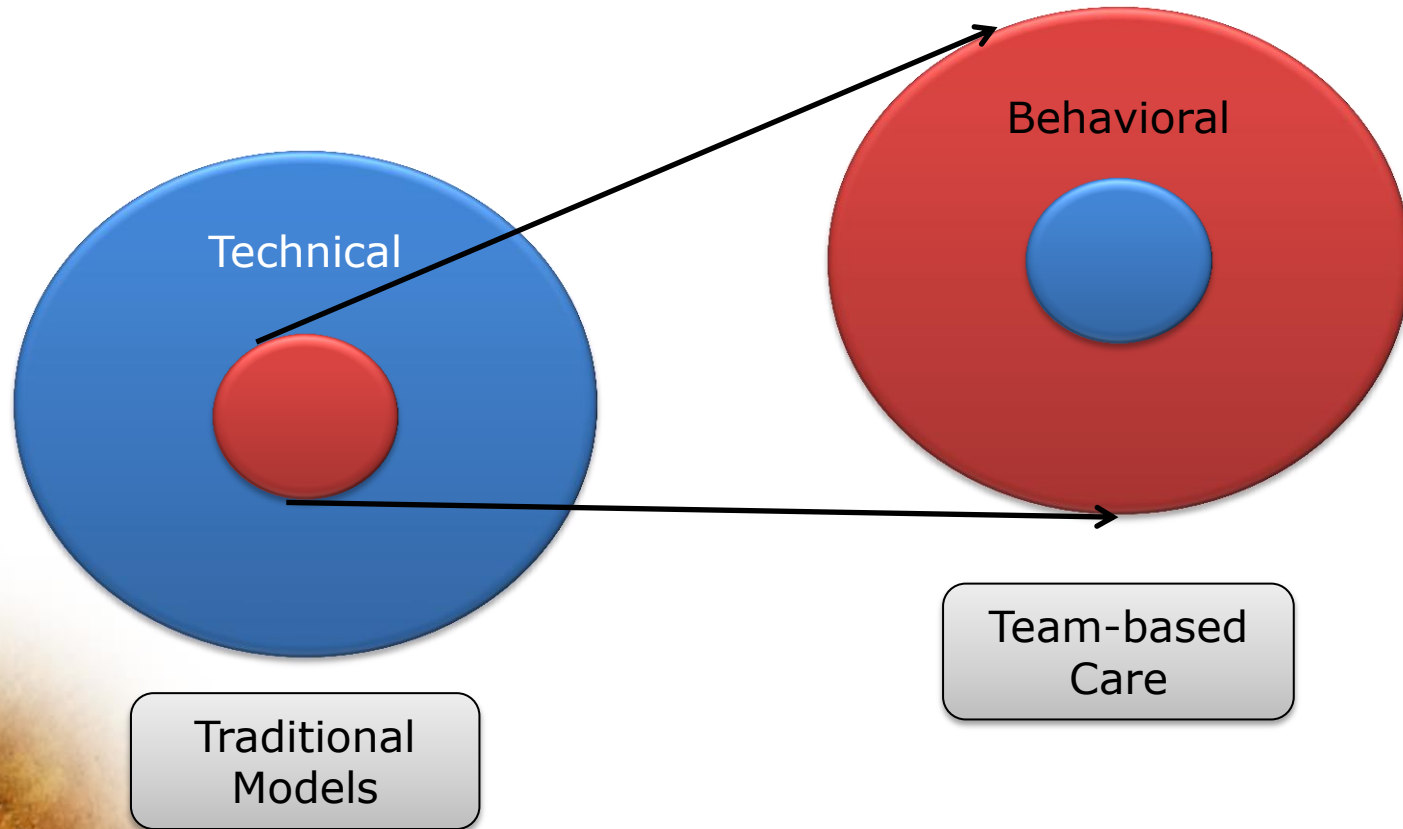 Technical
Traditional
Models
Behavioral
Team-based
Care